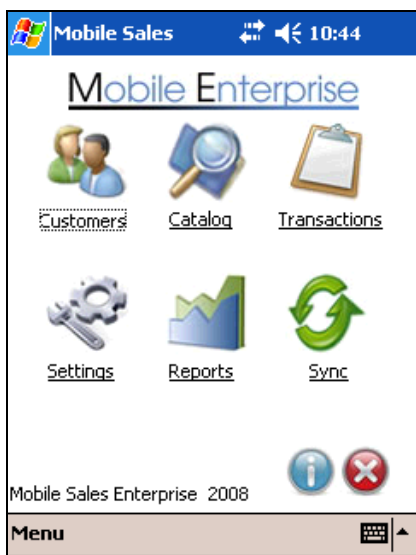 Mobile Sales 10:44
Mobile Enterprise
Customers Catalog Transactions
Settings Reports Sync
Mobile Sales Enterprise 2008
Menu